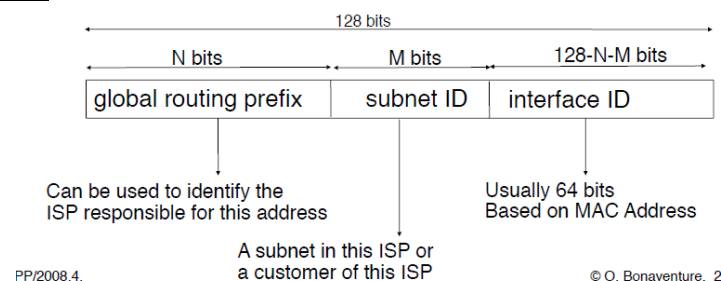 128 bits
N bits M bits 128-N-M bits
global routing prefix subnet ID interface ID
Can be used to identify the
ISP responsible for this address
Usually 64 bits
Based on MAC Address
A subnet in this ISP or
a customer of this ISP
PP/2008.4. © O. Bonaventure, 2